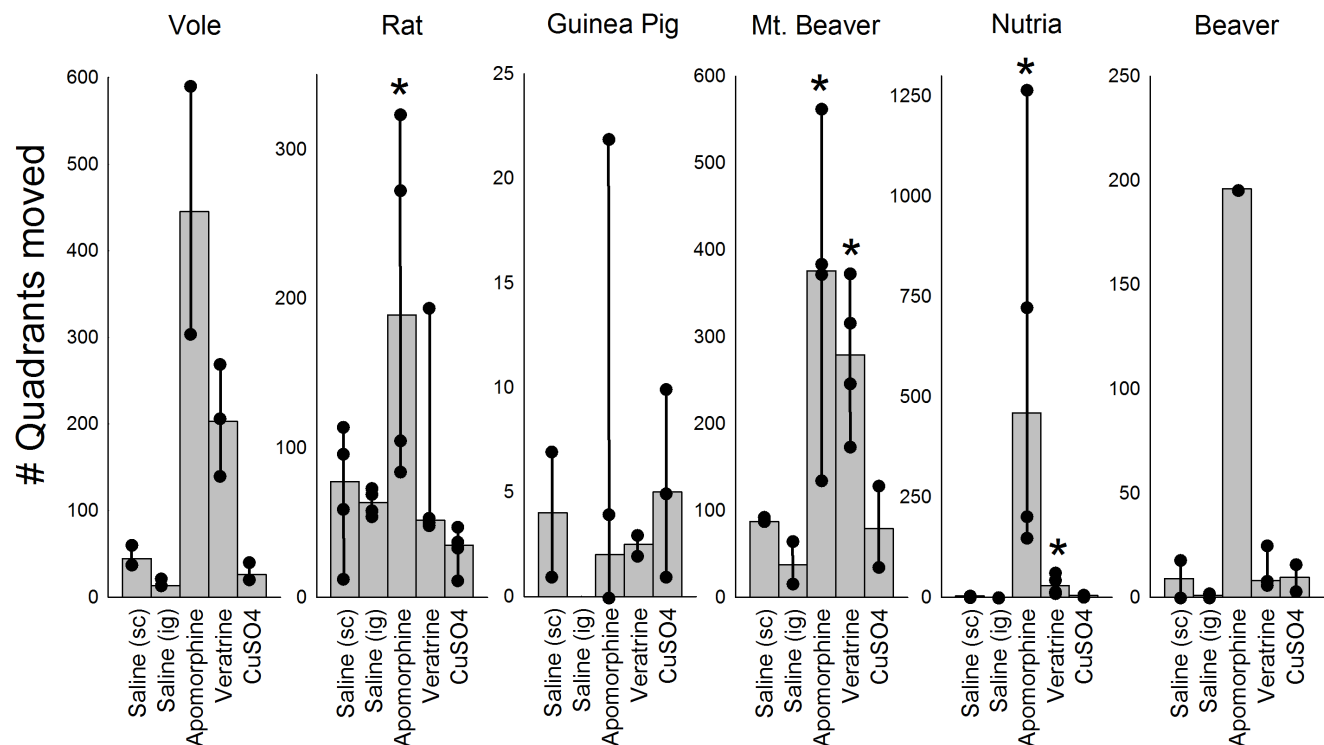 Vole
Rat
Guinea Pig
Mt. Beaver
Nutria
Beaver
# Quadrants moved
600
500
400
300
200
100
0
Saline (sc)
Saline (ig)
Apomorphine
Veratrine
CuSO4
*
300
200
100
0
Saline (sc)
Saline (ig)
Apomorphine
Veratrine
CuSO4
25
20
15
10
5
0
Saline (sc)
Saline (ig)
Apomorphine
Veratrine
CuSO4
*
*
600
500
400
300
200
100
0
Saline (sc)
Saline (ig)
Apomorphine
Veratrine
CuSO4
*
*
1250
1000
750
500
250
0
Saline (sc)
Saline (ig)
Apomorphine
Veratrine
CuSO4
250
200
150
100
50
0
Saline (sc)
Saline (ig)
Apomorphine
Veratrine
CuSO4